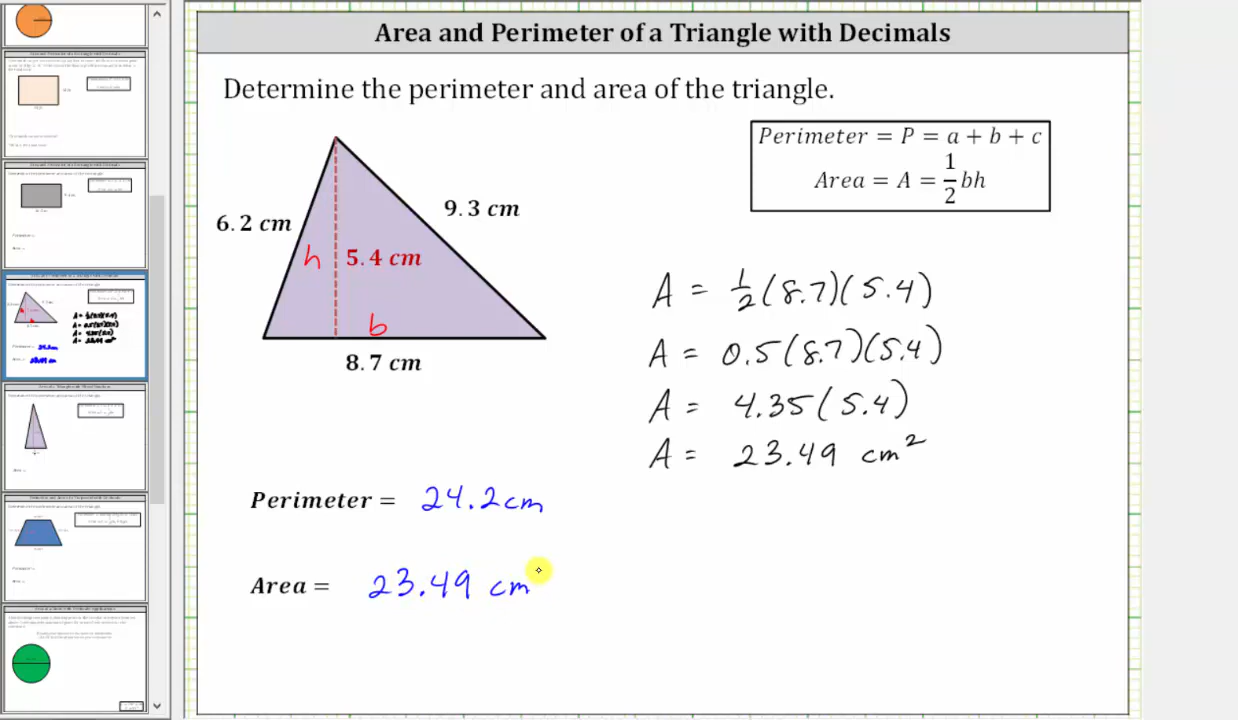 Area and Perimeter of a Triangle with Decimals
Determine the perimeter and area of the triangle.
Perimeter = P = a + b + c
Area = A = 1/2 bh
6.2 cm
9.3 cm
h
5.4 cm
b
8.7 cm
A = 1/2 (8.7)(5.4)
A = 0.5(8.7)(5.4)
A = 4.35(5.4)
A = 23.49 cm²
Perimeter = 24.2cm
Area = 23.49 cm